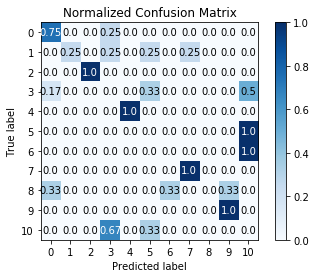 Normalized Confusion Matrix
0 0.75 0.0 0.0 0.25 0.0 0.0 0.0 0.0 0.0 0.0 0.0
1 0.0 0.25 0.0 0.25 0.0 0.25 0.0 0.25 0.0 0.0 0.0
2 0.0 0.0 1.0 0.0 0.0 0.0 0.0 0.0 0.0 0.0 0.0
3 0.17 0.0 0.0 0.0 0.0 0.33 0.0 0.0 0.0 0.0 0.5
4 0.0 0.0 0.0 0.0 1.0 0.0 0.0 0.0 0.0 0.0 0.0
5 0.0 0.0 0.0 0.0 0.0 0.0 0.0 0.0 0.0 0.0 1.0
6 0.0 0.0 0.0 0.0 0.0 0.0 0.0 0.0 0.0 0.0 1.0
7 0.0 0.0 0.0 0.0 0.0 0.0 0.0 1.0 0.0 0.0 0.0
8 0.33 0.0 0.0 0.0 0.0 0.0 0.33 0.0 0.0 0.33 0.0
9 0.0 0.0 0.0 0.0 0.0 0.0 0.0 0.0 0.0 1.0 0.0
10 0.0 0.0 0.0 0.67 0.0 0.33 0.0 0.0 0.0 0.0 0.0
0 1 2 3 4 5 6 7 8 9 10
Predicted label
True label
1.0
0.8
0.6
0.4
0.2
0.0